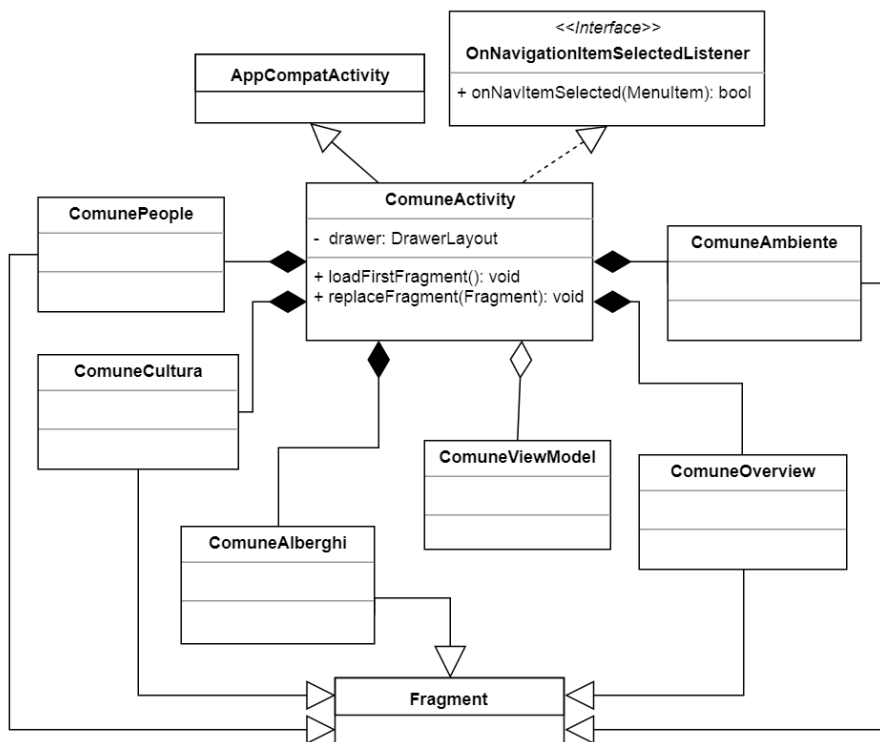 <<Interface>>
OnNavigationItemSelectedListener
+ onNavItemSelected(MenuItem): bool
AppCompatActivity
ComuneActivity
- drawer: DrawerLayout
+ loadFirstFragment(): void
+ replaceFragment(Fragment): void
ComunePeople
ComuneAmbiente
ComuneCultura
ComuneViewModel
ComuneOverview
ComuneAlberghi
Fragment